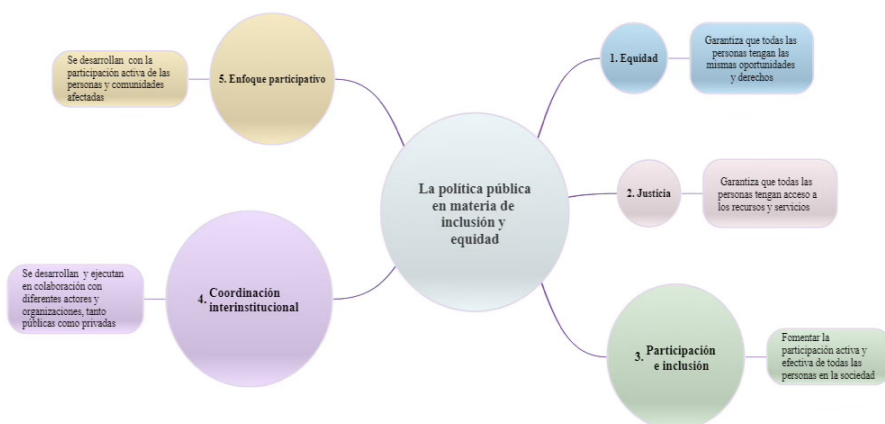 La política pública
en materia de
inclusión y
equidad
1. Equidad
Garantiza que todas las
personas tengan las
mismas oportunidades
y derechos
2. Justicia
Garantiza que todas las
personas tengan acceso a
los recursos y servicios
3. Participación
e inclusión
Fomentar la
participación activa y
efectiva de todas las
personas en la sociedad
4. Coordinación
interinstitucional
Se desarrollan y ejecutan
en colaboración con
diferentes actores y
organizaciones, tanto
públicas como privadas
5. Enfoque participativo
Se desarrollan con la
participación activa de las
personas y comunidades
afectadas